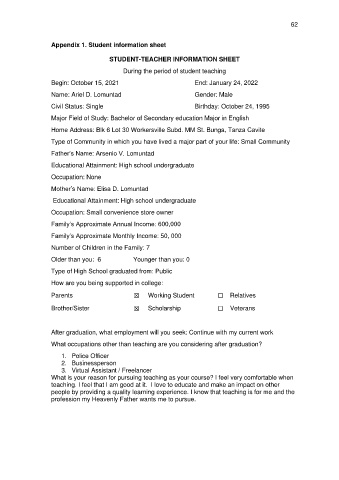 62
Appendix 1. Student information sheet
STUDENT-TEACHER INFORMATION SHEET
During the period of student teaching
Begin: October 15, 2021 End: January 24, 2022
Name: Ariel D. Lomuntad Gender: Male
Civil Status: Single Birthday: October 24, 1995
Major Field of Study: Bachelor of Secondary education Major in English
Home Address: Blk 6 Lot 30 Workersville Subd. MM St. Bunga, Tanza Cavite
Type of Community in which you have lived a major part of your life: Small Community
Father's Name: Arsenio V. Lomuntad
Educational Attainment: High school undergraduate
Occupation: None
Mother's Name: Elisa D. Lomuntad
Educational Attainment: High school undergraduate
Occupation: Small convenience store owner
Family's Approximate Annual Income: 600,000
Family's Approximate Monthly Income: 50, 000
Number of Children in the Family: 7
Older than you: 6 Younger than you: 0
Type of High School graduated from: Public
How are you being supported in college:
Parents ☒ Working Student ☐ Relatives
Brother/Sister ☒ Scholarship ☐ Veterans
After graduation, what employment will you seek: Continue with my current work
What occupations other than teaching are you considering after graduation?
1. Police Officer
2. Businessperson
3. Virtual Assistant / Freelancer
What is your reason for pursuing teaching as your course? I feel very comfortable when
teaching. I feel that I am good at it. I love to educate and make an impact on other
people by providing a quality learning experience. I know that teaching is for me and the
profession my Heavenly Father wants me to pursue.